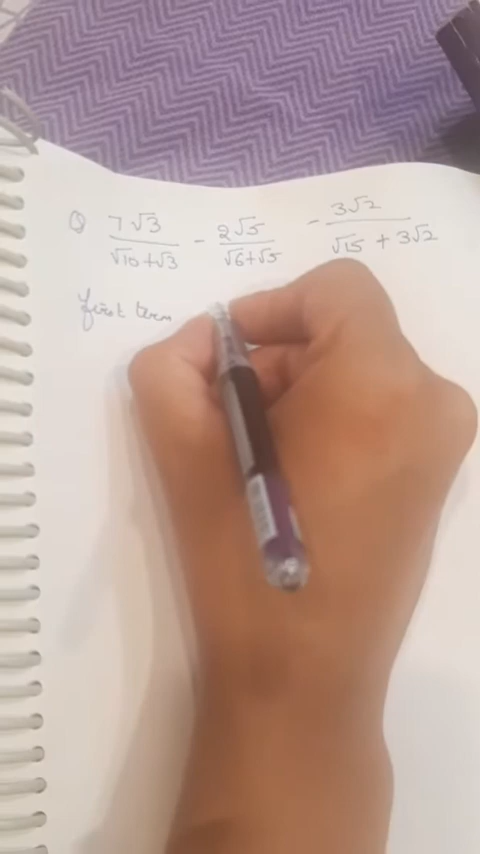 Q 7√3/(√10+√3) - 2√5/(√6+√5) - 3√2/(√15 + 3√2)
first term